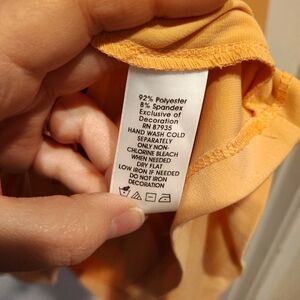 92% Polyester
8% Spandex
Exclusive of
Decoration
RN 87935
HAND WASH COLD
SEPARATELY
ONLY NON-
CHLORINE BLEACH
WHEN NEEDED
DRY FLAT
LOW IRON IF NEEDED
DO NOT IRON
DECORATION